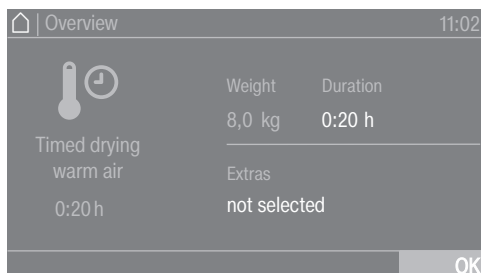 | Overview 11:02
Weight Duration
8,0 kg 0:20 h
Timed drying
warm air
0:20 h
Extras
not selected
OK